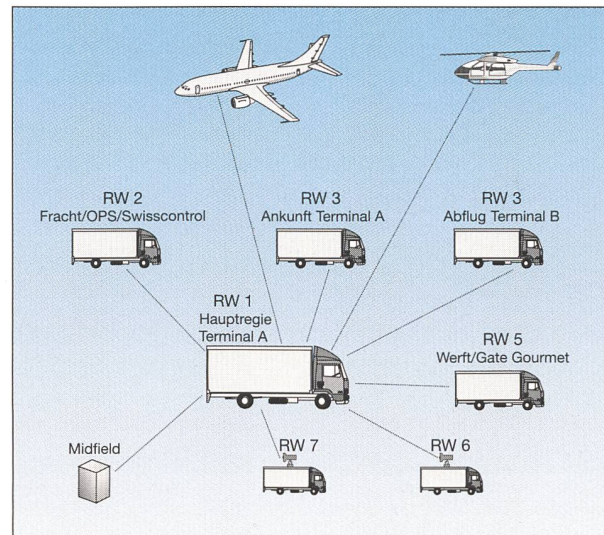 RW 2
Fracht/OPS/Swisscontrol
RW 3
Ankunft Terminal A
RW 3
Abflug Terminal B
RW 1
Hauptregie
Terminal A
RW 5
Werft/Gate Gourmet
Midfield
RW 7
RW 6